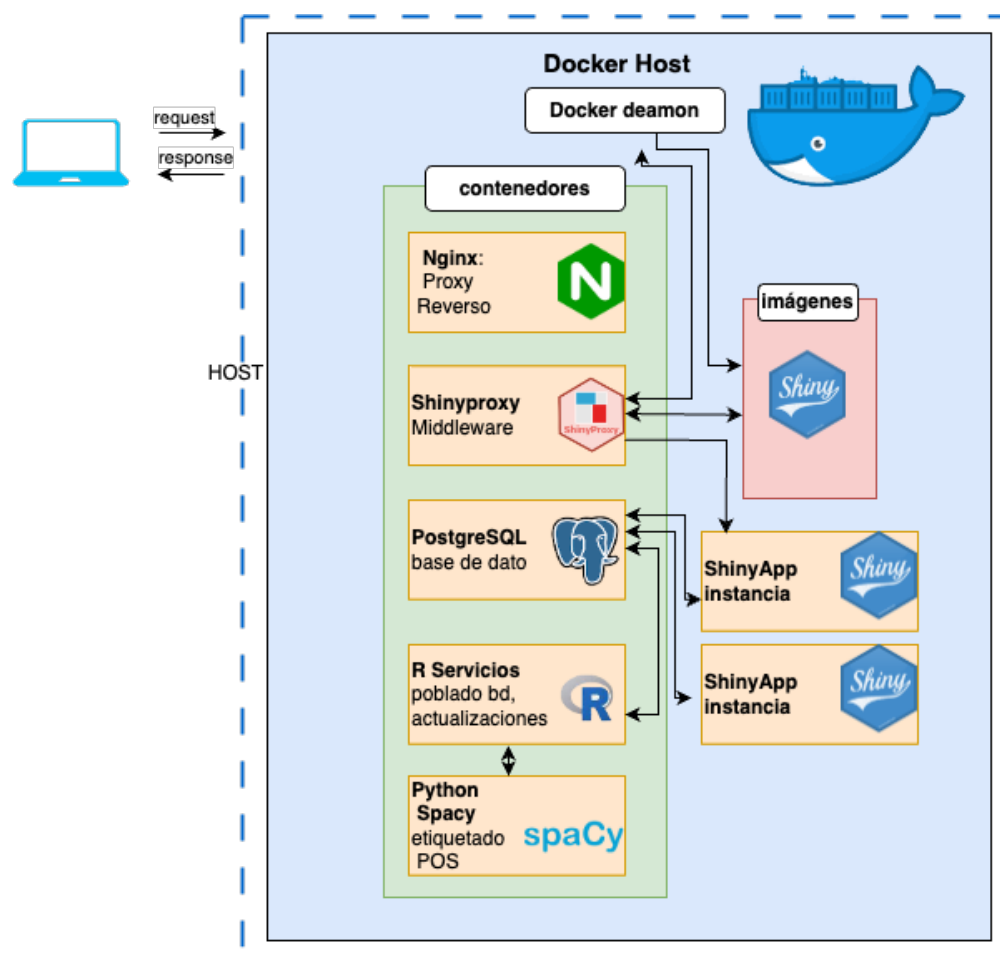 Docker Host
Docker deamon
request
response
contenedores
Nginx:
Proxy
Reverso
N
imágenes
Shiny
HOST
Shinyproxy
Middleware
ShinyProxy
PostgreSQL
base de dato
ShinyApp
instancia
Shiny
R Servicios
poblado bd,
actualizaciones
R
ShinyApp
instancia
Shiny
Python
Spacy
etiquetado
POS
spaCy